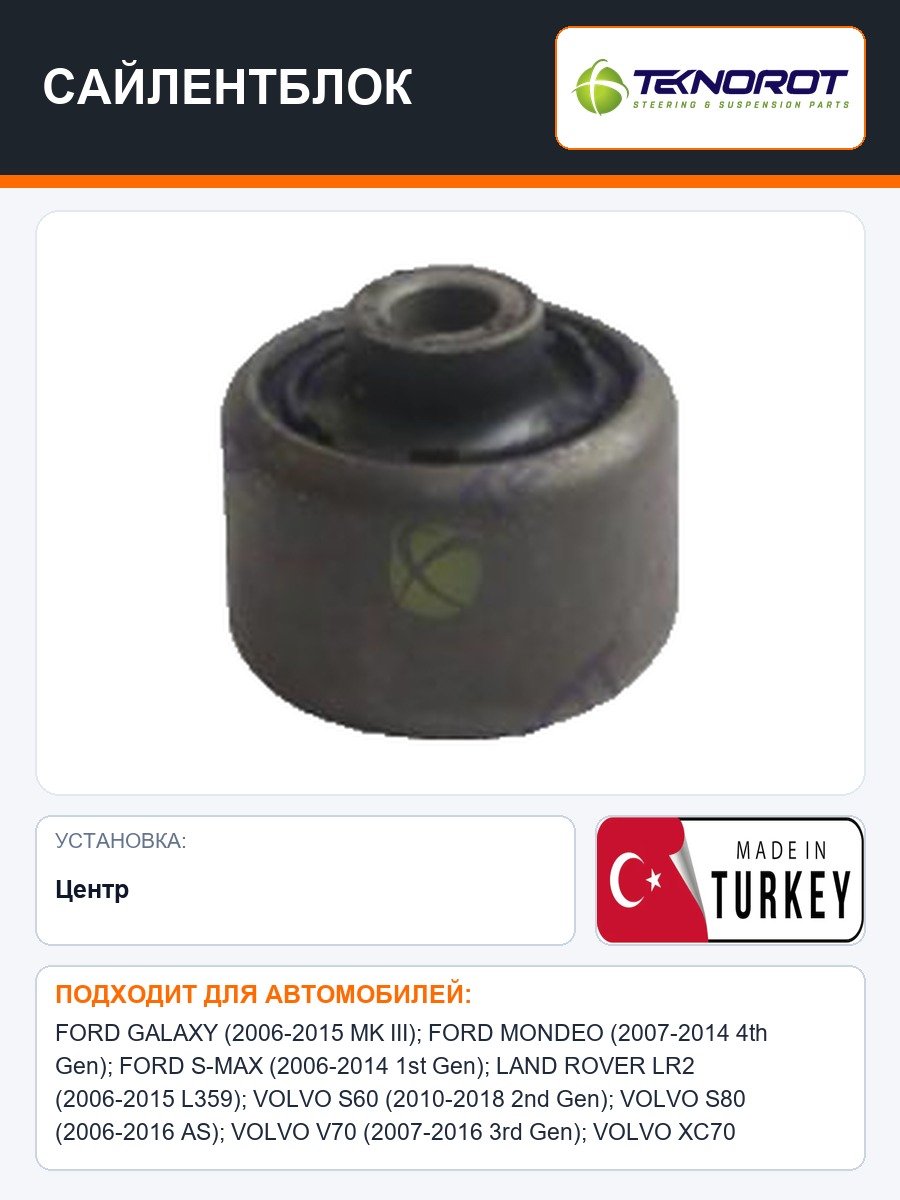 САЙЛЕНТБЛОК
TEKNOROT
STEERING & SUSPENSION PARTS
УСТАНОВКА:
Центр
MADE IN
TURKEY
ПОДХОДИТ ДЛЯ АВТОМОБИЛЕЙ:
FORD GALAXY (2006-2015 MK III); FORD MONDEO (2007-2014 4th
Gen); FORD S-MAX (2006-2014 1st Gen); LAND ROVER LR2
(2006-2015 L359); VOLVO S60 (2010-2018 2nd Gen); VOLVO S80
(2006-2016 AS); VOLVO V70 (2007-2016 3rd Gen); VOLVO XC70